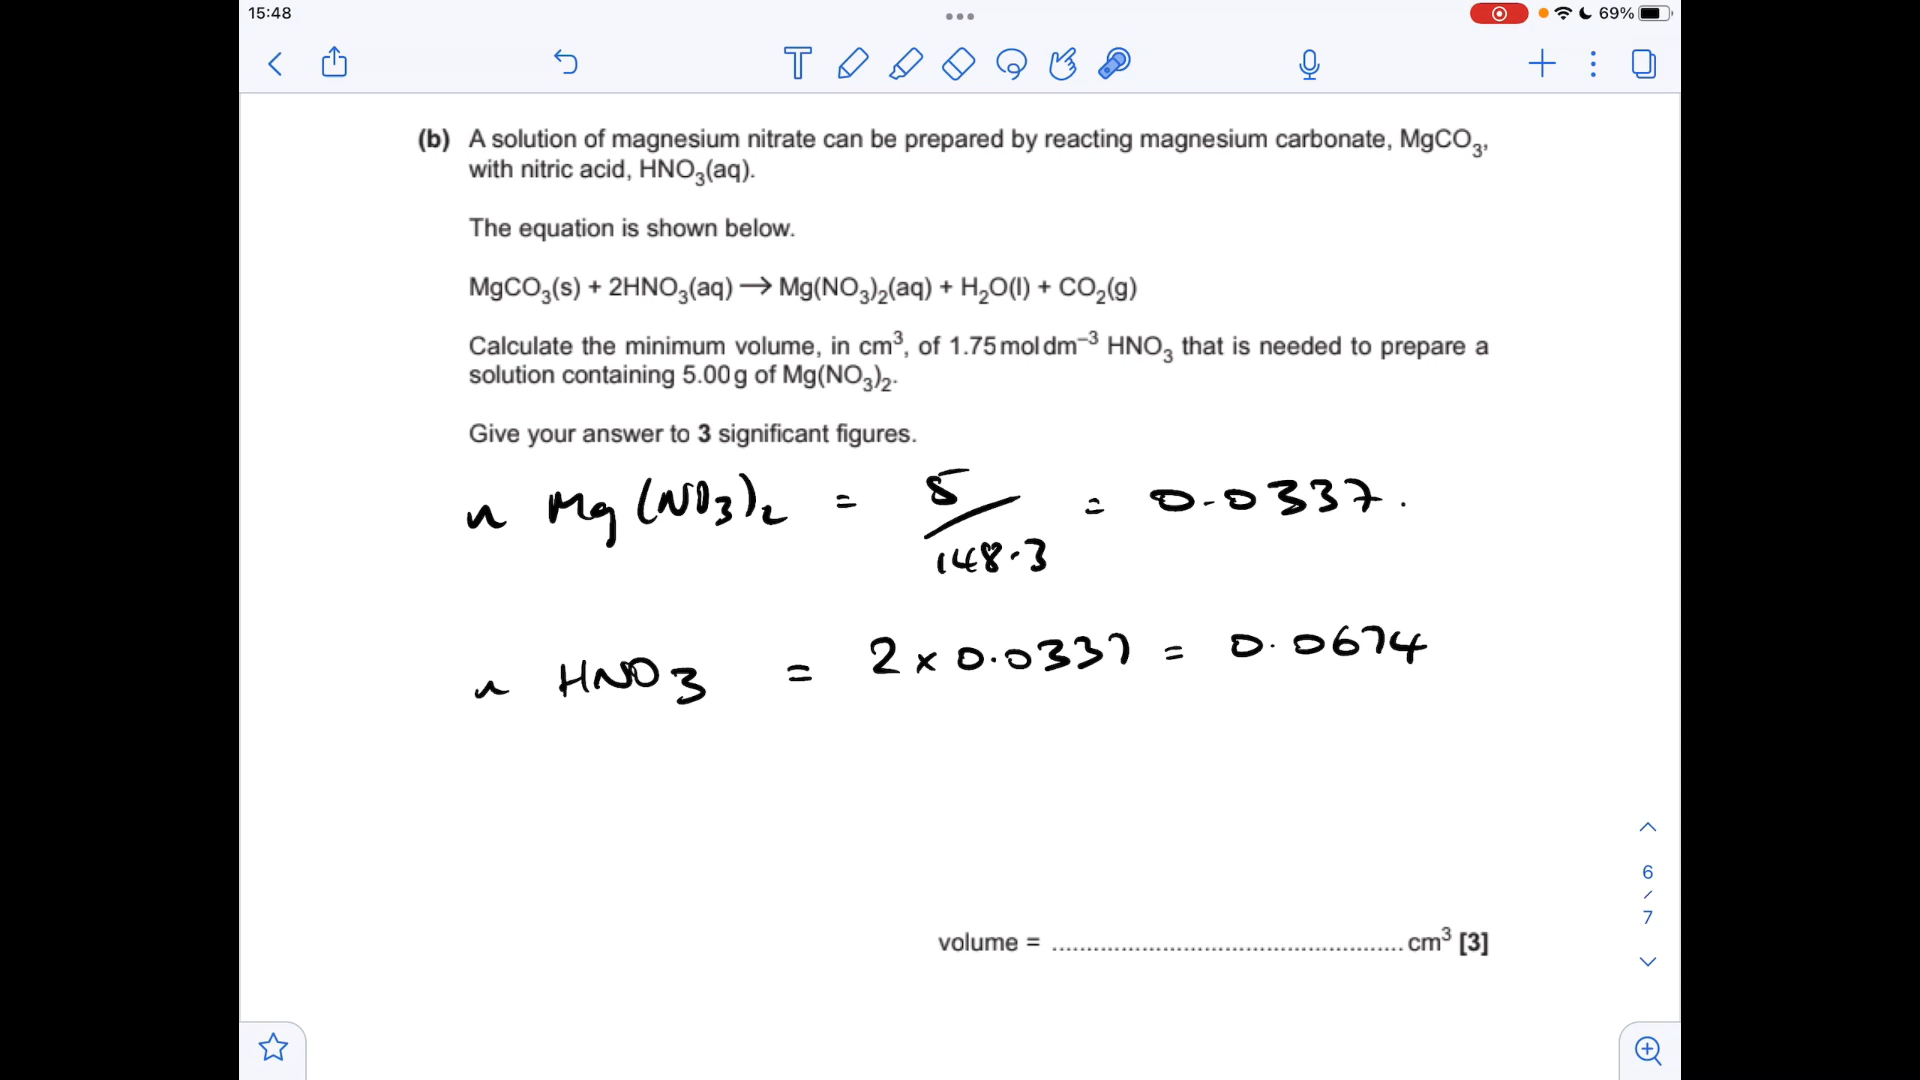 15:48
69%
(b) A solution of magnesium nitrate can be prepared by reacting magnesium carbonate, MgCO₃,
with nitric acid, HNO₃(aq).
The equation is shown below.
MgCO₃(s) + 2HNO₃(aq) → Mg(NO₃)₂(aq) + H₂O(l) + CO₂(g)
Calculate the minimum volume, in cm³, of 1.75 mol dm⁻³ HNO₃ that is needed to prepare a
solution containing 5.00 g of Mg(NO₃)₂.
Give your answer to 3 significant figures.
n Mg(NO₃)₂ = 5/148.3 = 0.0337.
n HNO₃ = 2 × 0.0337 = 0.0674
6
/
7
volume = .................................................. cm³ [3]